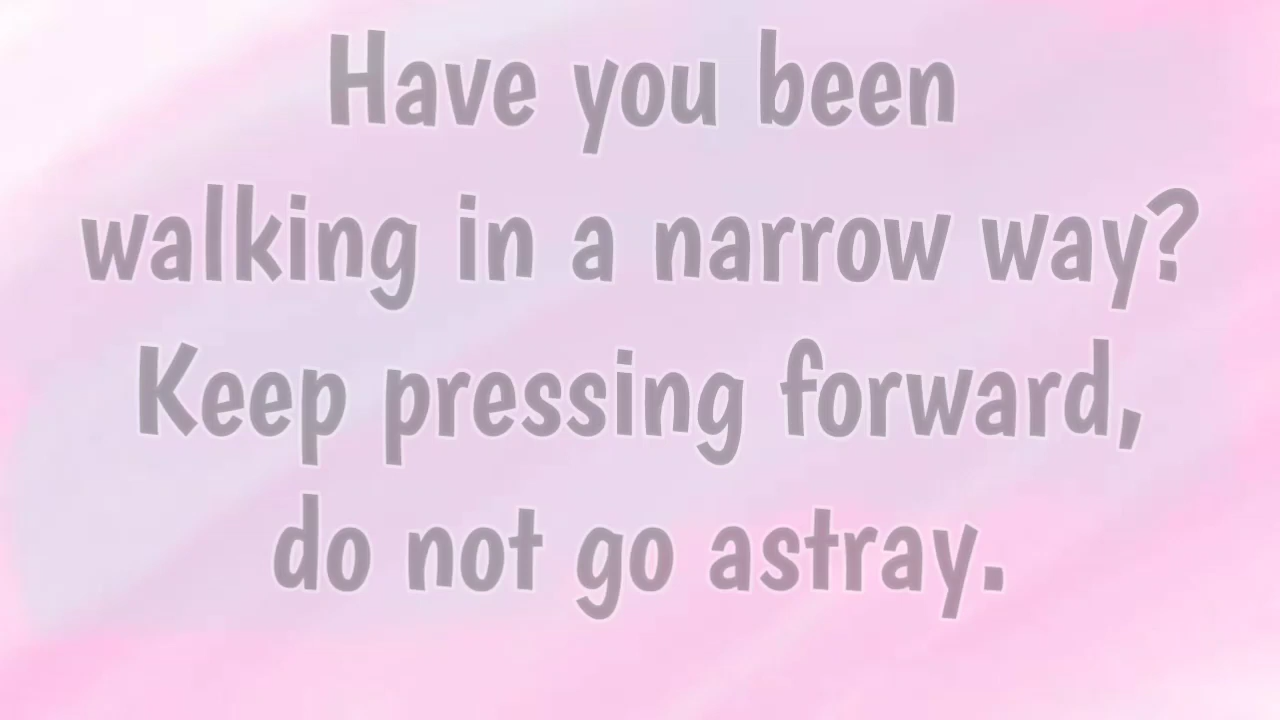 Have you been
walking in a narrow way?
Keep pressing forward,
do not go astray.